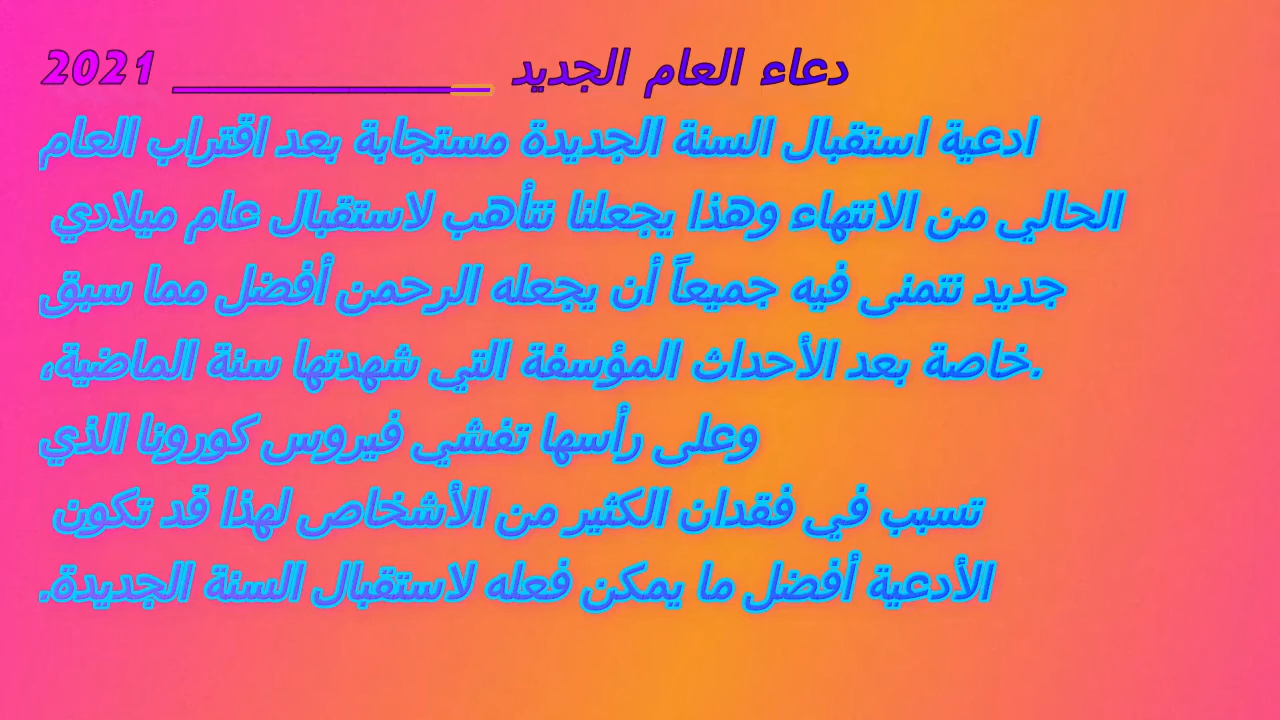 دعاء العام الجديد ____________ 2021
ادعية استقبال السنة الجديدة مستجابة بعد اقتراب العام
الحالي من الانتهاء وهذا يجعلنا نتأهب لاستقبال عام ميلادي
جديد نتمنى فيه جميعاً أن يجعله الرحمن أفضل مما سبق
.خاصة بعد الأحداث المؤسفة التي شهدتها سنة الماضية،
وعلى رأسها تفشي فيروس كورونا الذي
تسبب في فقدان الكثير من الأشخاص لهذا قد تكون
الأدعية أفضل ما يمكن فعله لاستقبال السنة الجديدة.